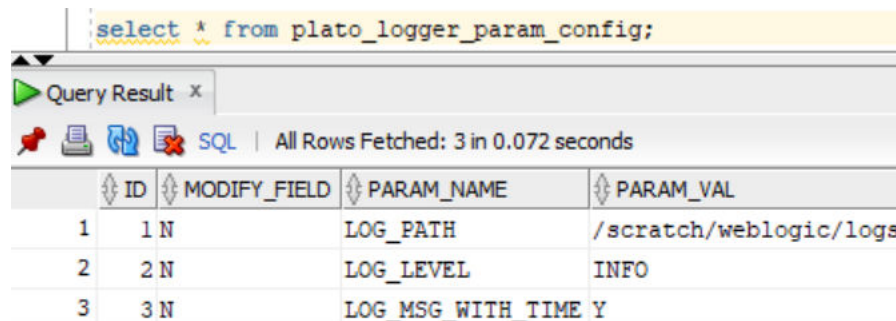 select * from plato_logger_param_config;
Query Result x
SQL | All Rows Fetched: 3 in 0.072 seconds
ID MODIFY_FIELD PARAM_NAME PARAM_VAL
1 1 N LOG_PATH /scratch/weblogic/logs
2 2 N LOG_LEVEL INFO
3 3 N LOG_MSG_WITH_TIME Y